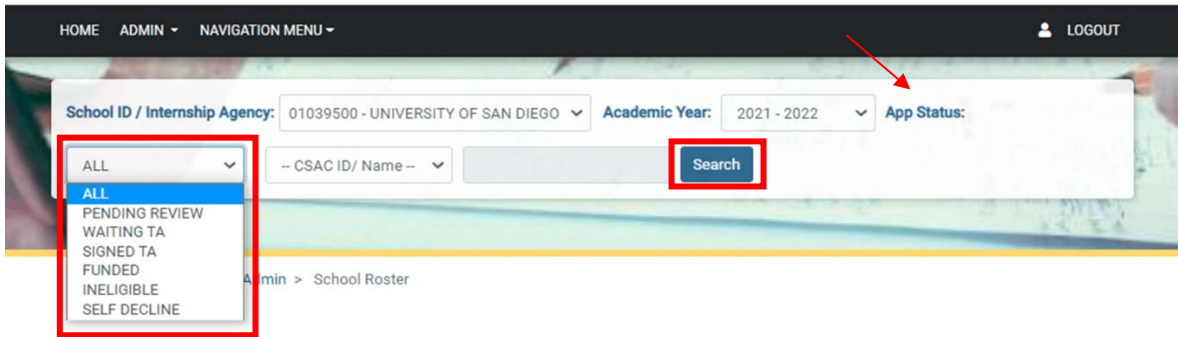 HOME ADMIN NAVIGATION MENU LOGOUT
School ID / Internship Agency: 01039500 - UNIVERSITY OF SAN DIEGO Academic Year: 2021 - 2022 App Status:
ALL -- CSAC ID/ Name -- Search
ALL
PENDING REVIEW
WAITING TA
SIGNED TA
FUNDED
INELIGIBLE
SELF DECLINE
> School Roster